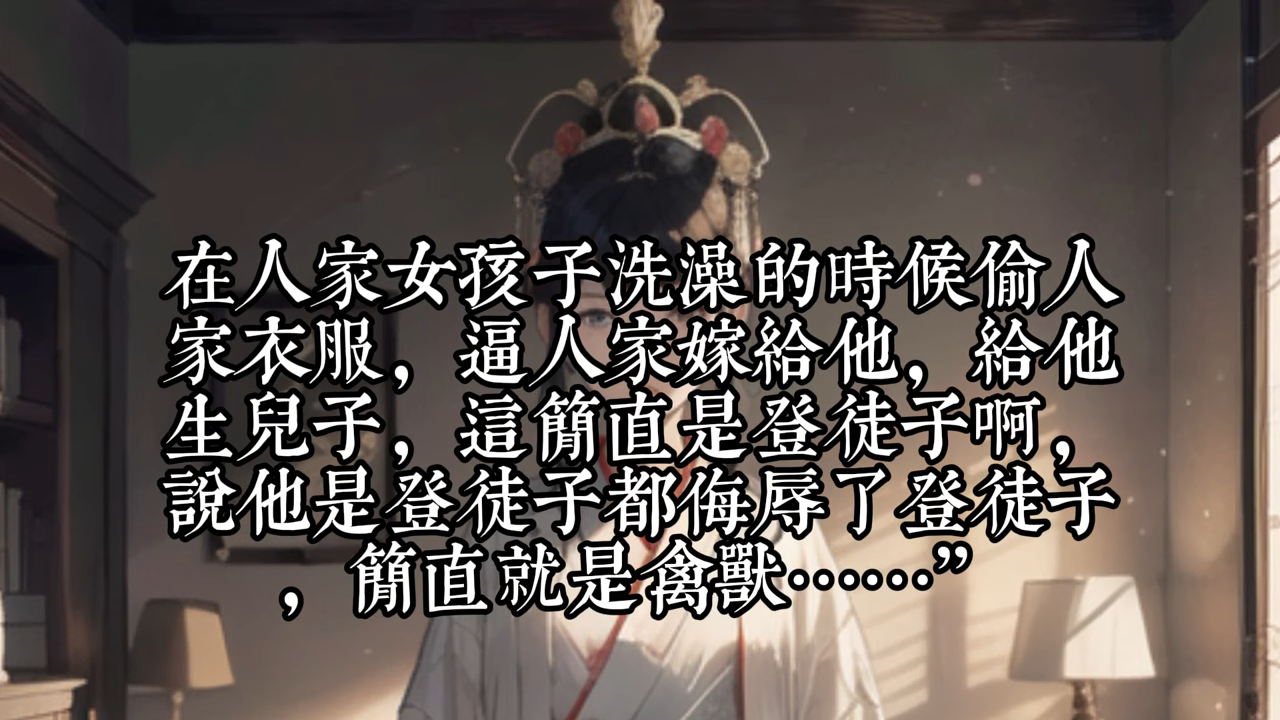 在人家女孩子洗澡的時候偷人
家衣服，逼人家嫁給他，給他
生兒子，這簡直是登徒子啊，
說他是登徒子都侮辱了登徒子
，簡直就是禽獸……”